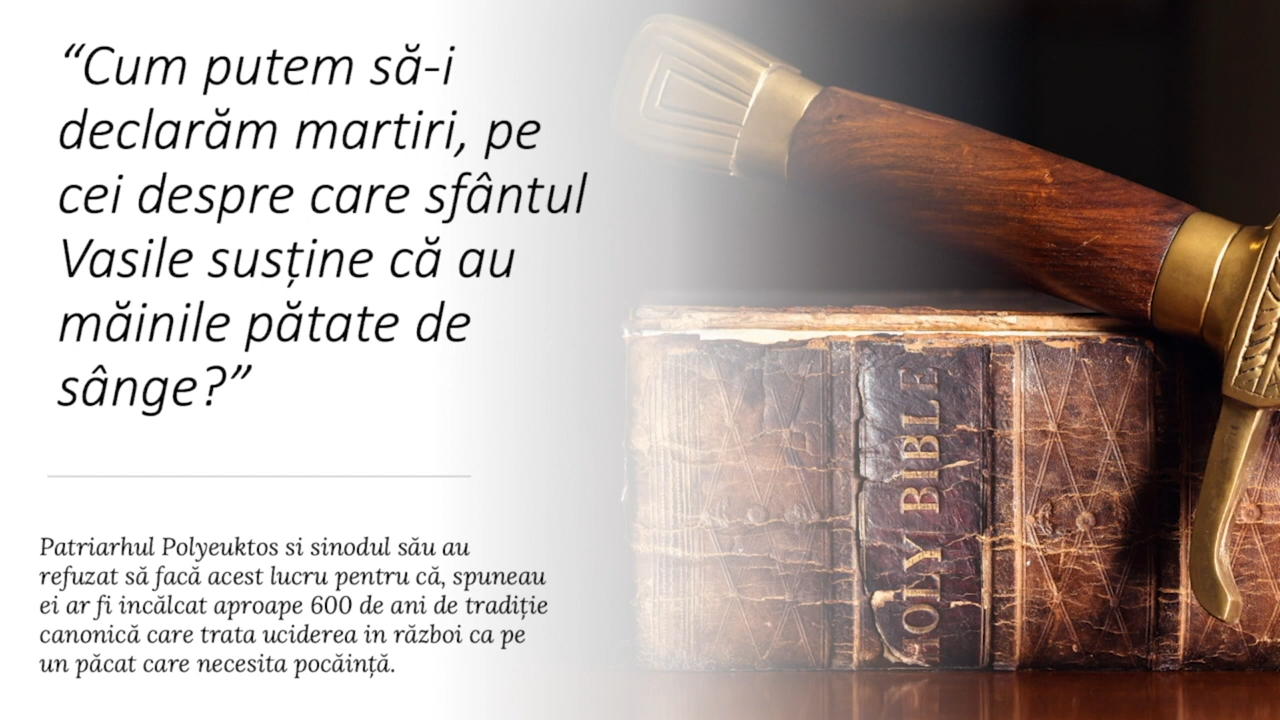 “Cum putem să-i
declarăm martiri, pe
cei despre care sfântul
Vasile susține că au
măinile pătate de
sânge?”
Patriarhul Polyeuktos si sinodul său au
refuzat să facă acest lucru pentru că, spuneau
ei ar fi incălcat aproape 600 de ani de tradiție
canonică care trata uciderea in război ca pe
un păcat care necesita pocăință.
HOLY BIBLE